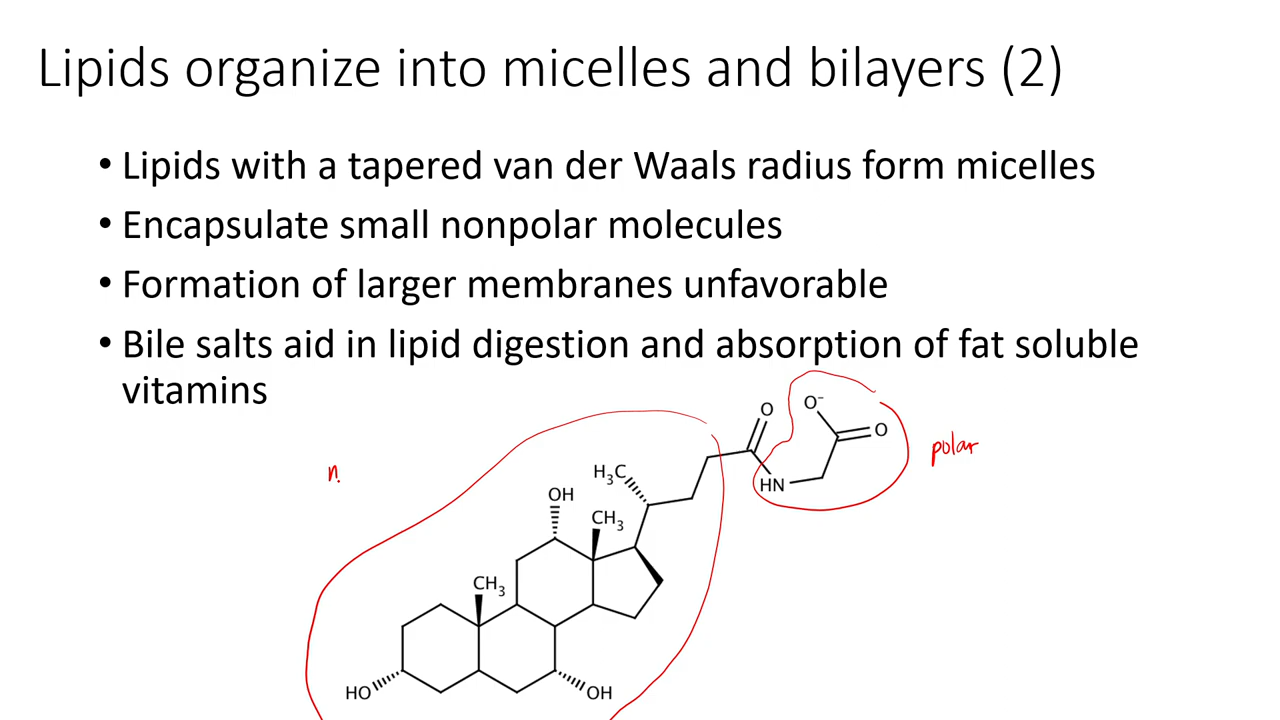 Lipids organize into micelles and bilayers (2)
• Lipids with a tapered van der Waals radius form micelles
• Encapsulate small nonpolar molecules
• Formation of larger membranes unfavorable
• Bile salts aid in lipid digestion and absorption of fat soluble
vitamins
O⁻
O
O
polar
n.
H₃C
HN
OH
CH₃
CH₃
HO
OH